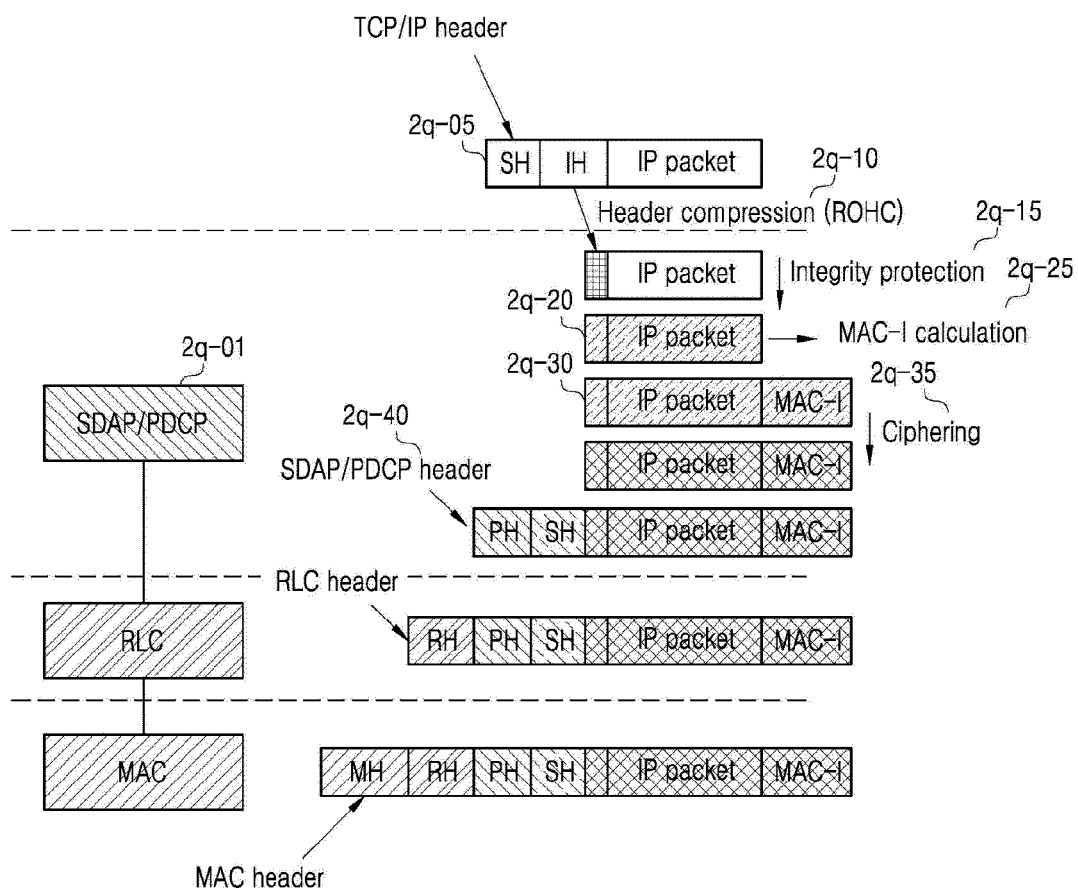 TCP/IP header
2q-05
SH IH IP packet
2q-10
Header compression (ROHC)
2q-15
IP packet
Integrity protection
2q-25
2q-20
IP packet
MAC-I calculation
2q-01
2q-30
2q-35
IP packet MAC-I
SDAP/PDCP
2q-40
Ciphering
IP packet MAC-I
SDAP/PDCP header
PH SH IP packet MAC-I
RLC header
RLC
RH PH SH IP packet MAC-I
MAC
MH RH PH SH IP packet MAC-I
MAC header